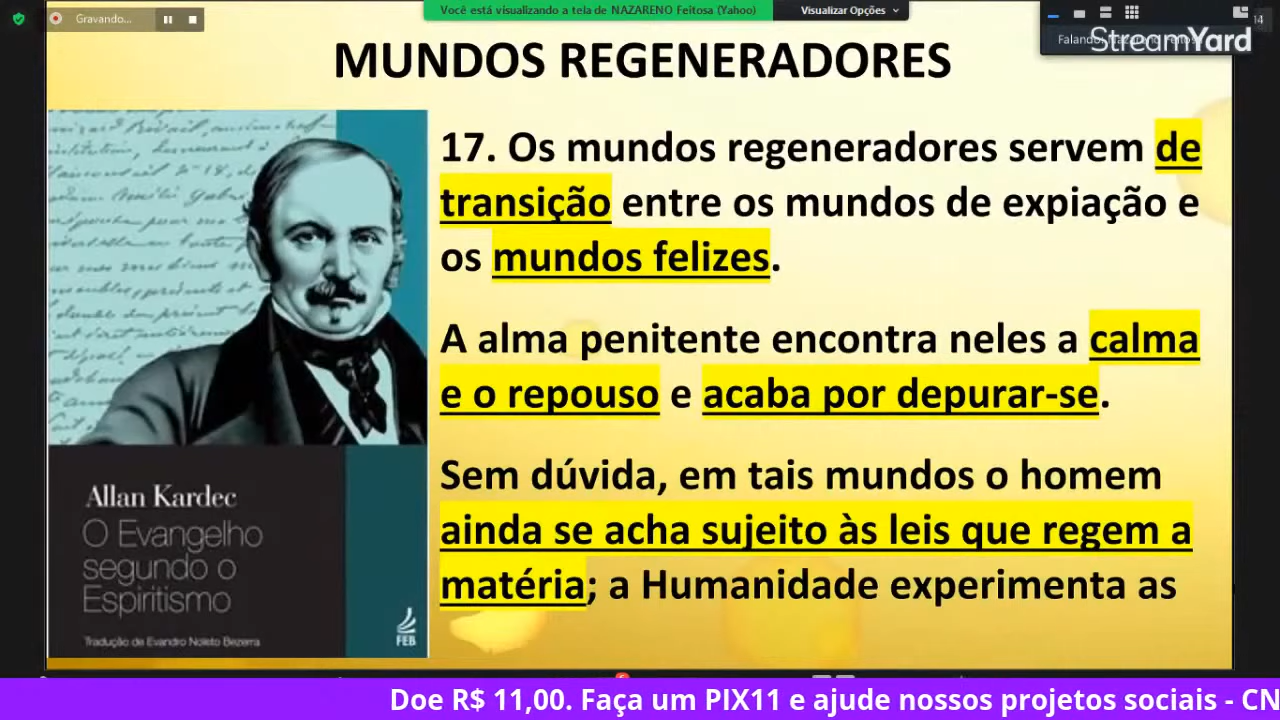 Gravando...
Você está visualizando a tela de NAZARENO Feitosa (Yahoo)
Visualizar Opções
14
StreamYard
MUNDOS REGENERADORES
17. Os mundos regeneradores servem de
transição entre os mundos de expiação e
os mundos felizes.
A alma penitente encontra neles a calma
e o repouso e acaba por depurar-se.
Sem dúvida, em tais mundos o homem
ainda se acha sujeito às leis que regem a
matéria; a Humanidade experimenta as
Allan Kardec
O Evangelho
segundo o
Espiritismo
Tradução de Evandro Noleto Bezerra
FEB
Doe R$ 11,00. Faça um PIX11 e ajude nossos projetos sociais - CN